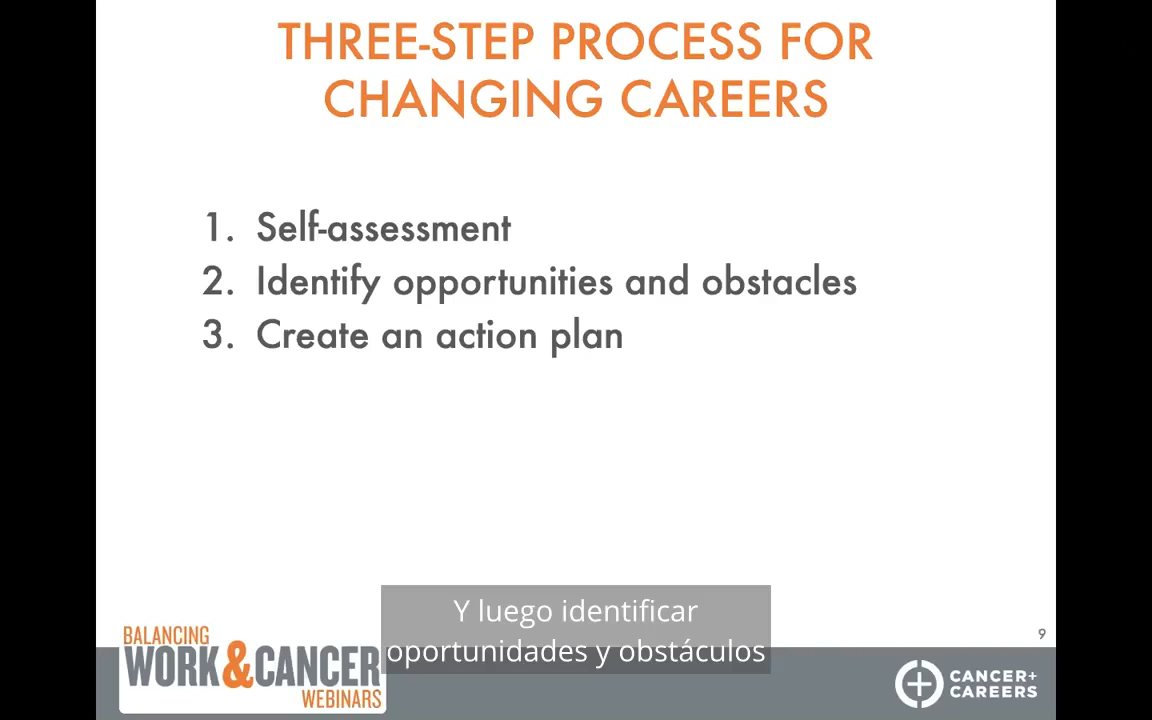 THREE-STEP PROCESS FOR
CHANGING CAREERS
1. Self-assessment
2. Identify opportunities and obstacles
3. Create an action plan
Y luego identificar
oportunidades y obstáculos
9
BALANCING
WORK & CANCER
WEBINARS
CANCER+
CAREERS